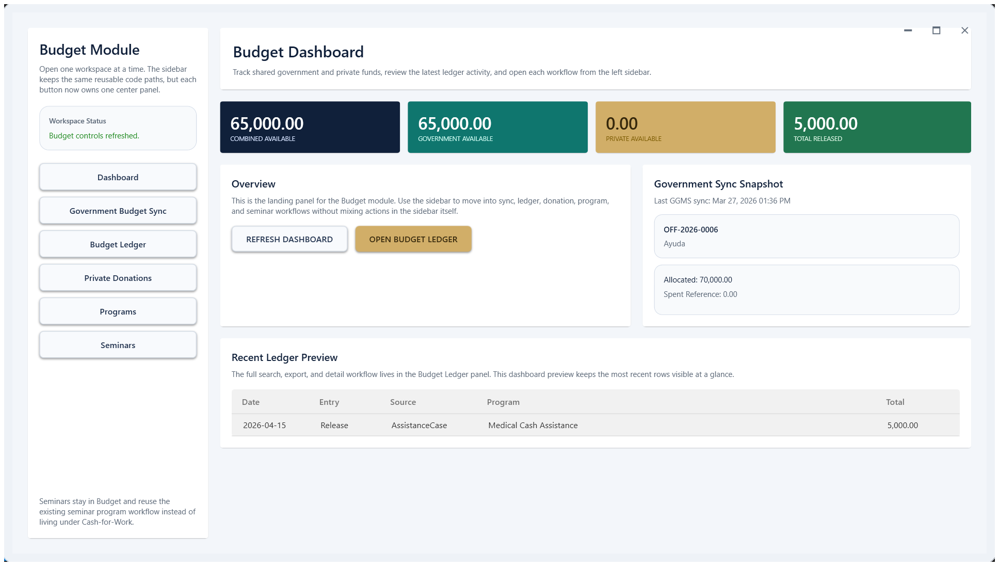 Budget Module
Open one workspace at a time. The sidebar
keeps the same reusable code paths, but each
button now owns one center panel.
Workspace Status
Budget controls refreshed.
Dashboard
Government Budget Sync
Budget Ledger
Private Donations
Programs
Seminars
Seminars stay in Budget and reuse the
existing seminar program workflow instead of
living under Cash-for-Work.
Budget Dashboard
Track shared government and private funds, review the latest ledger activity, and open each workflow from the left sidebar.
65,000.00
COMBINED AVAILABLE
65,000.00
GOVERNMENT AVAILABLE
0.00
PRIVATE AVAILABLE
5,000.00
TOTAL RELEASED
Overview
This is the landing panel for the Budget module. Use the sidebar to move into sync, ledger, donation, program,
and seminar workflows without mixing actions in the sidebar itself.
REFRESH DASHBOARD
OPEN BUDGET LEDGER
Government Sync Snapshot
Last GGMS sync: Mar 27, 2026 01:36 PM
OFF-2026-0006
Ayuda
Allocated: 70,000.00
Spent Reference: 0.00
Recent Ledger Preview
The full search, export, and detail workflow lives in the Budget Ledger panel. This dashboard preview keeps the most recent rows visible at a glance.
Date Entry Source Program Total
2026-04-15 Release AssistanceCase Medical Cash Assistance 5,000.00